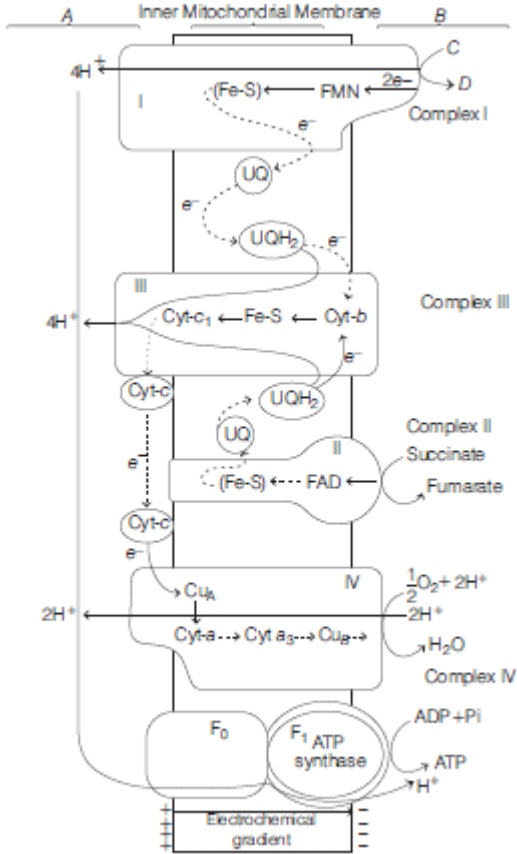 A Inner Mitochondrial Membrane B
4H+ C
(Fe-S) FMN 2e– D
I Complex I
e–
UQ
e–
UQH2 e–
III Complex III
4H+ Cyt-c1 Fe-S Cyt-b
e–
Cyt-c UQH2
UQ Complex II
e– II Succinate
(Fe-S) FAD Fumarate
Cyt-c
e–
CuA IV 1/2 O2 + 2H+
2H+ 2H+
Cyt-a Cyt a3 CuB H2O
Complex IV
F0 F1 ATP synthase ADP+Pi
ATP
H+
+ Electrochemical –
+ gradient –